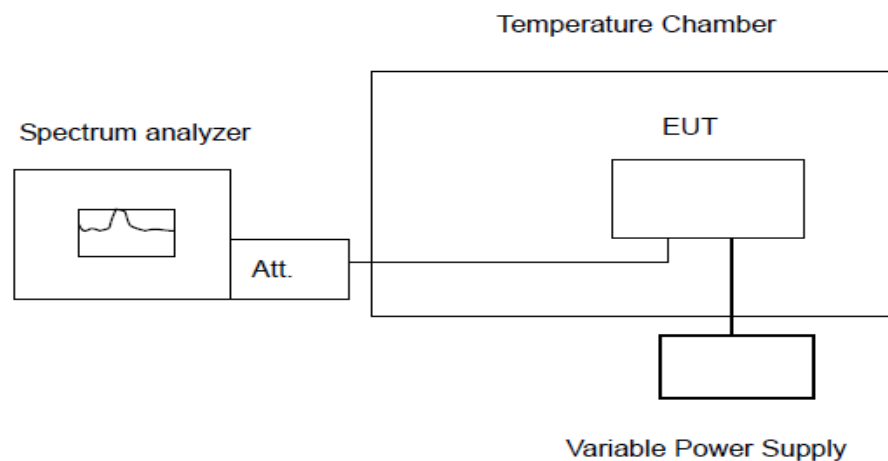 Temperature Chamber
Spectrum analyzer
EUT
Att.
Variable Power Supply